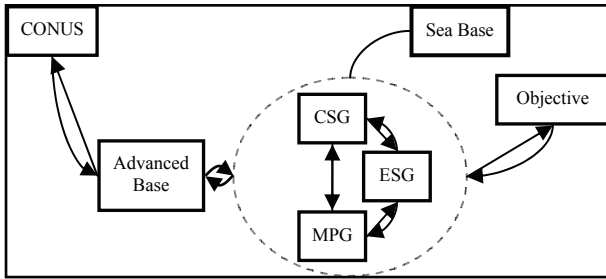 CONUS
Sea Base
Objective
CSG
Advanced
Base
ESG
MPG